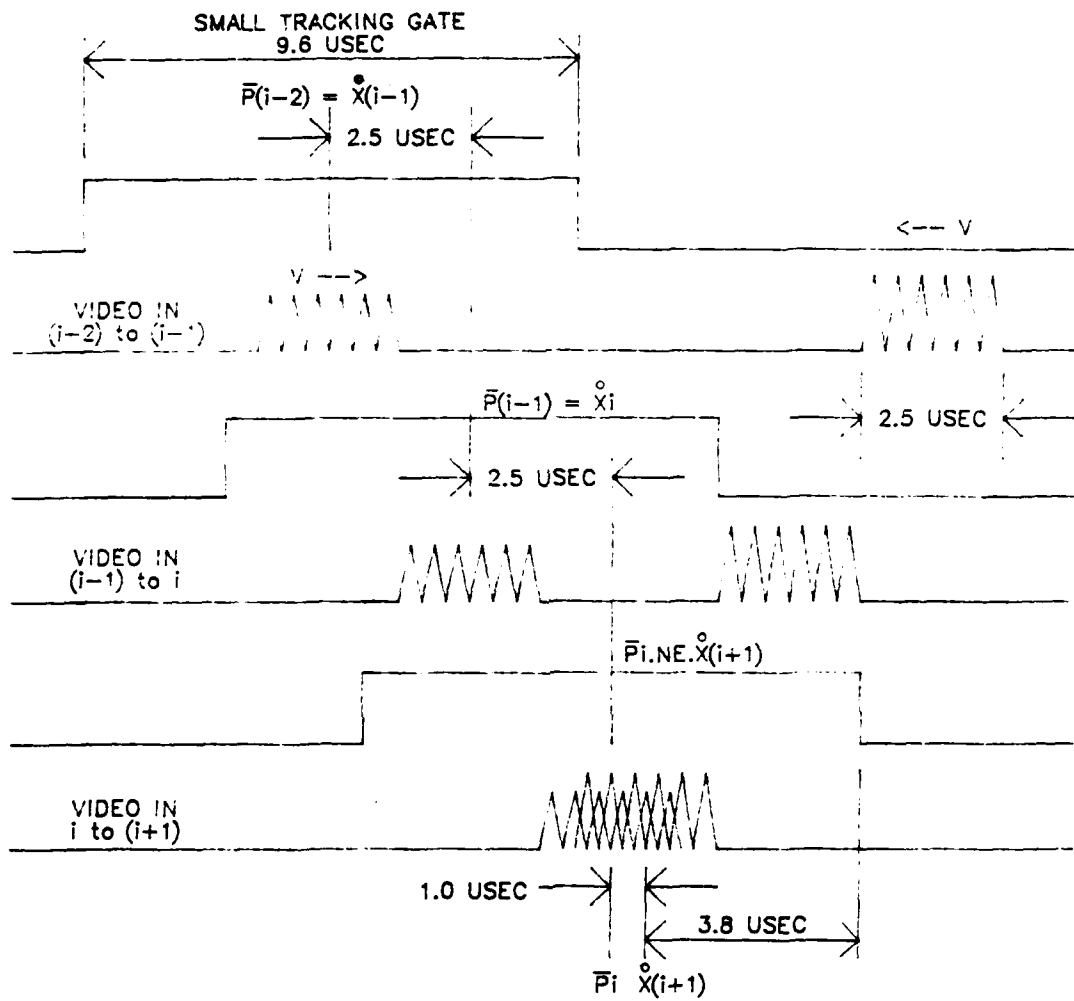 SMALL TRACKING GATE
9.6 USEC
P̄(i-2) = X̊(i-1)
2.5 USEC
<-- V
V -->
VIDEO IN
(i-2) to (i-1)
P̄(i-1) = X̊i
2.5 USEC
2.5 USEC
VIDEO IN
(i-1) to i
P̄i.NE.X̊(i+1)
VIDEO IN
i to (i+1)
1.0 USEC
3.8 USEC
P̄i X̊(i+1)